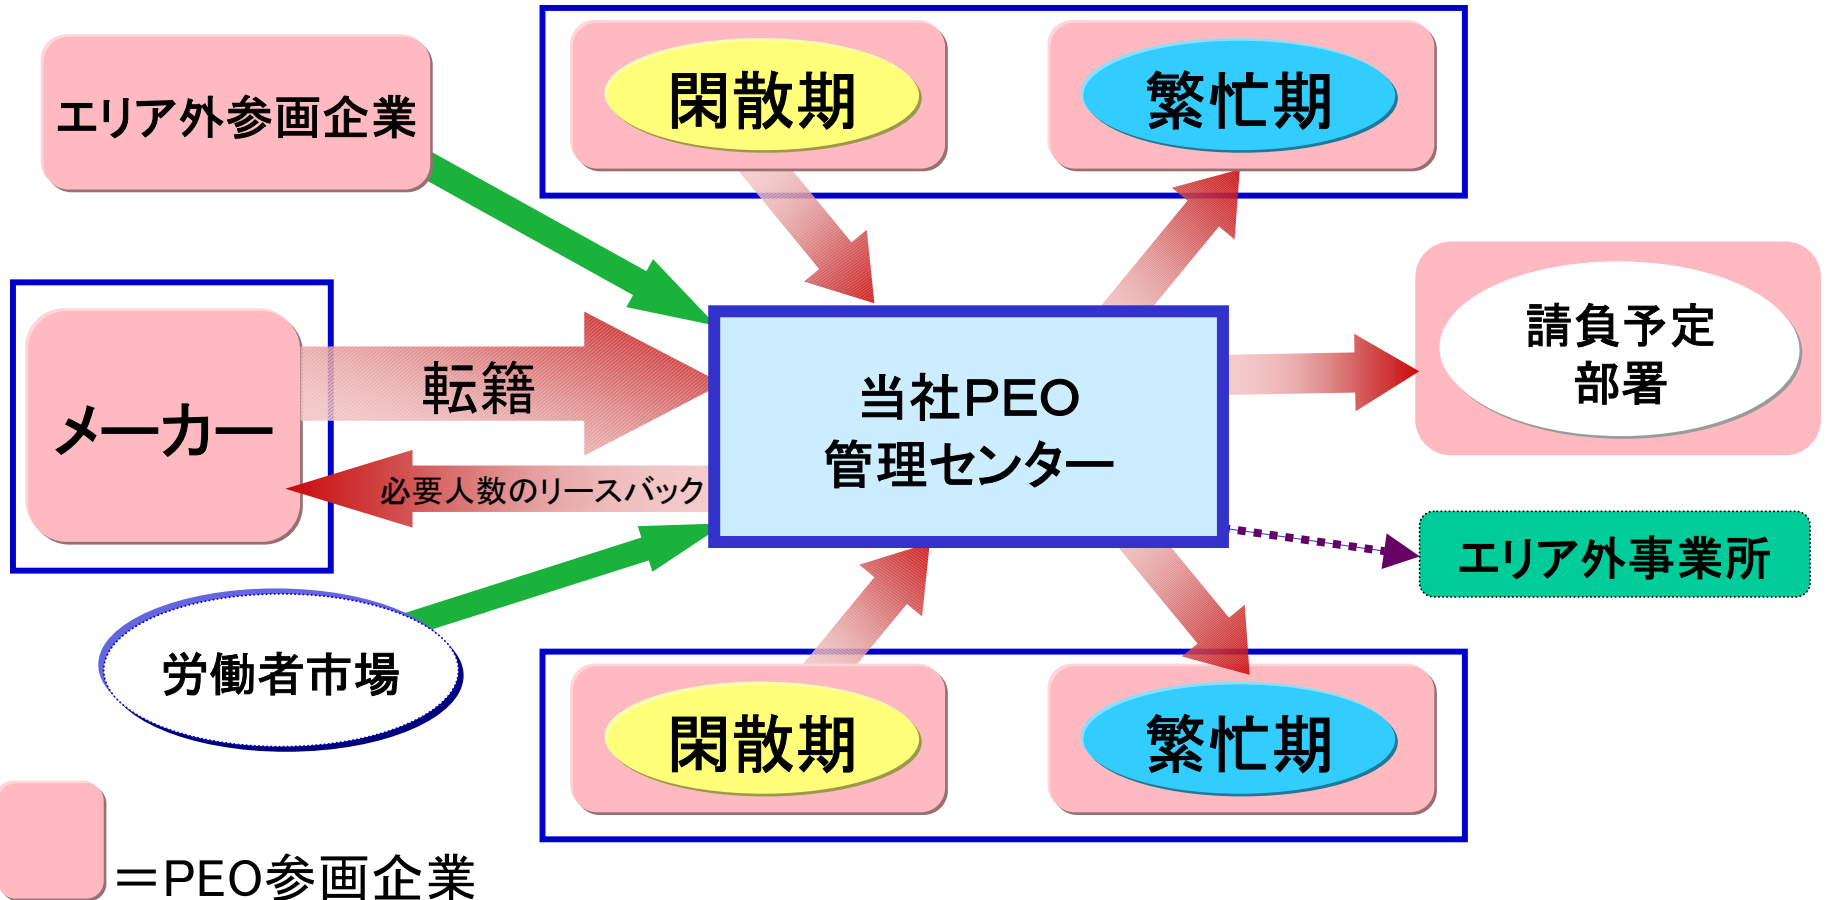 エリア外参画企業
閑散期
繁忙期
メーカー
転籍
必要人数のリースバック
当社PEO
管理センター
請負予定
部署
エリア外事業所
労働者市場
閑散期
繁忙期
＝PEO参画企業